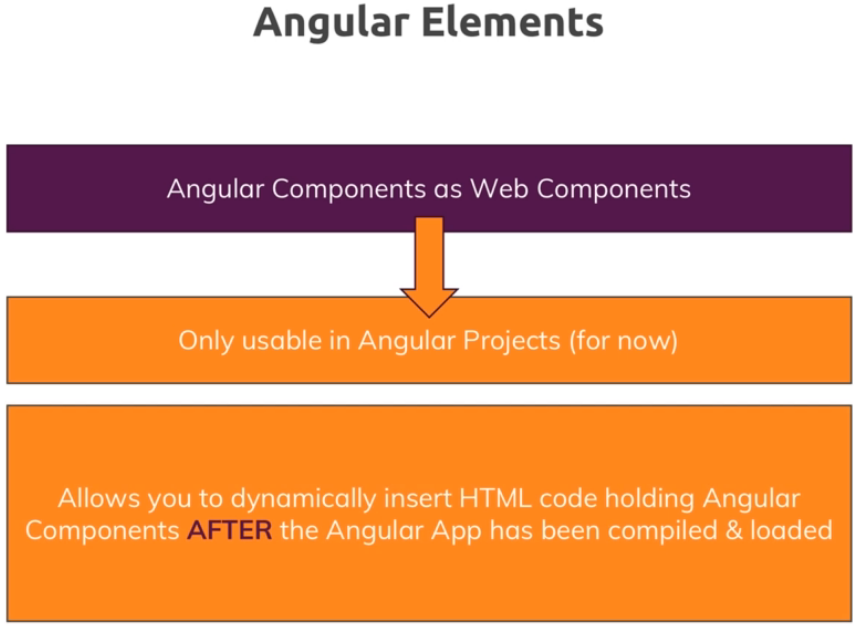 Angular Elements
Angular Components as Web Components
Only usable in Angular Projects (for now)
Allows you to dynamically insert HTML code holding Angular
Components AFTER the Angular App has been compiled & loaded